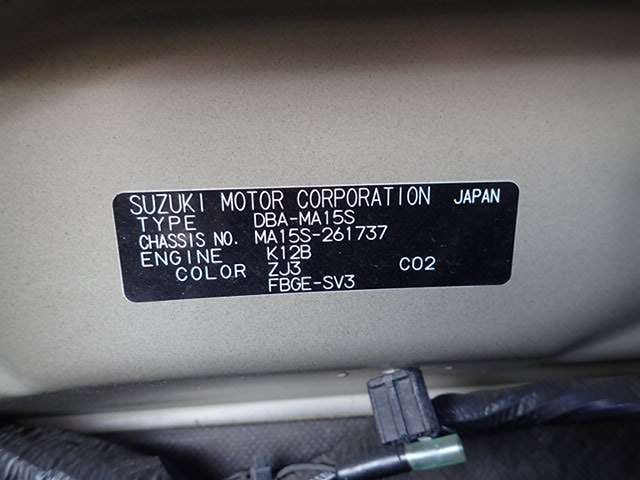 SUZUKI MOTOR CORPORATION JAPAN
TYPE DBA-MA15S
CHASSIS NO. MA15S-261737
ENGINE K12B
COLOR ZJ3 C02
FBGE-SV3